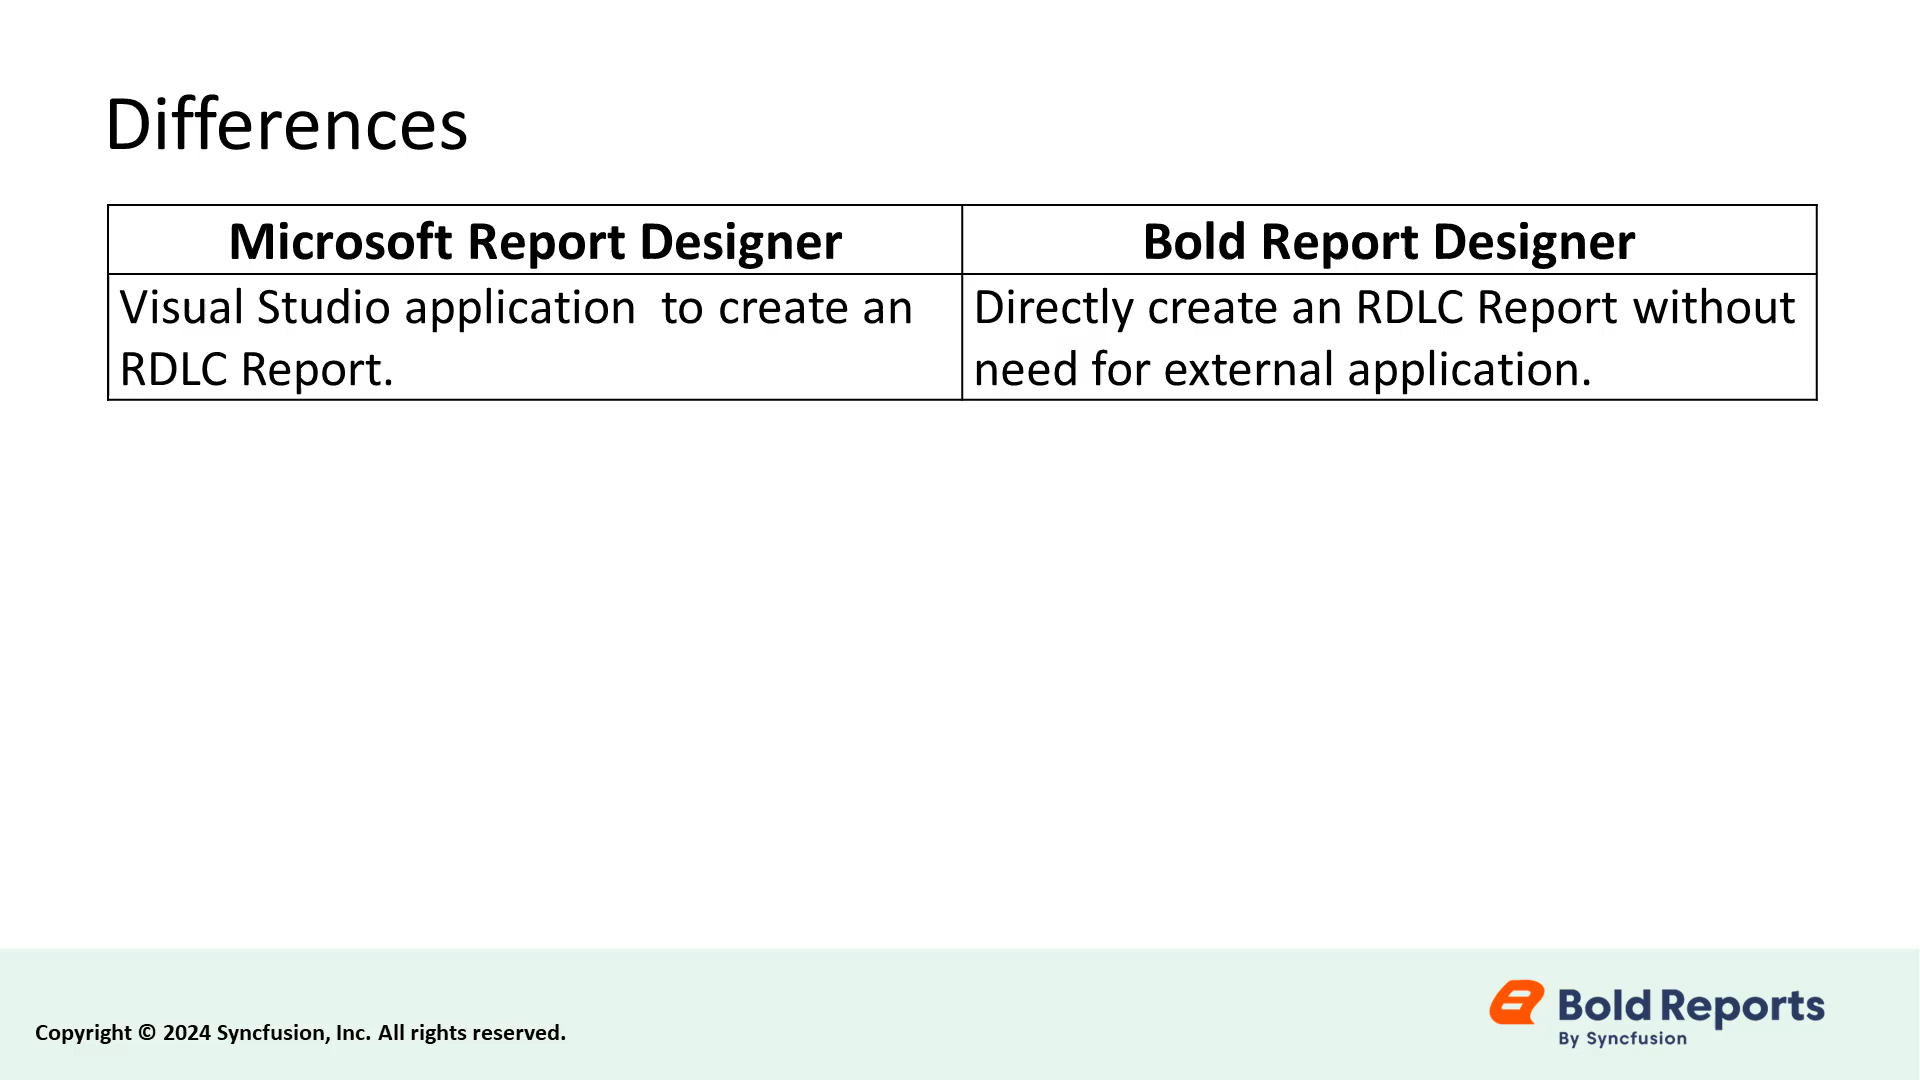 Differences
Microsoft Report Designer
Bold Report Designer
Visual Studio application  to create an
RDLC Report.
Directly create an RDLC Report without
need for external application.
Copyright © 2024 Syncfusion, Inc. All rights reserved.
Bold Reports
By Syncfusion